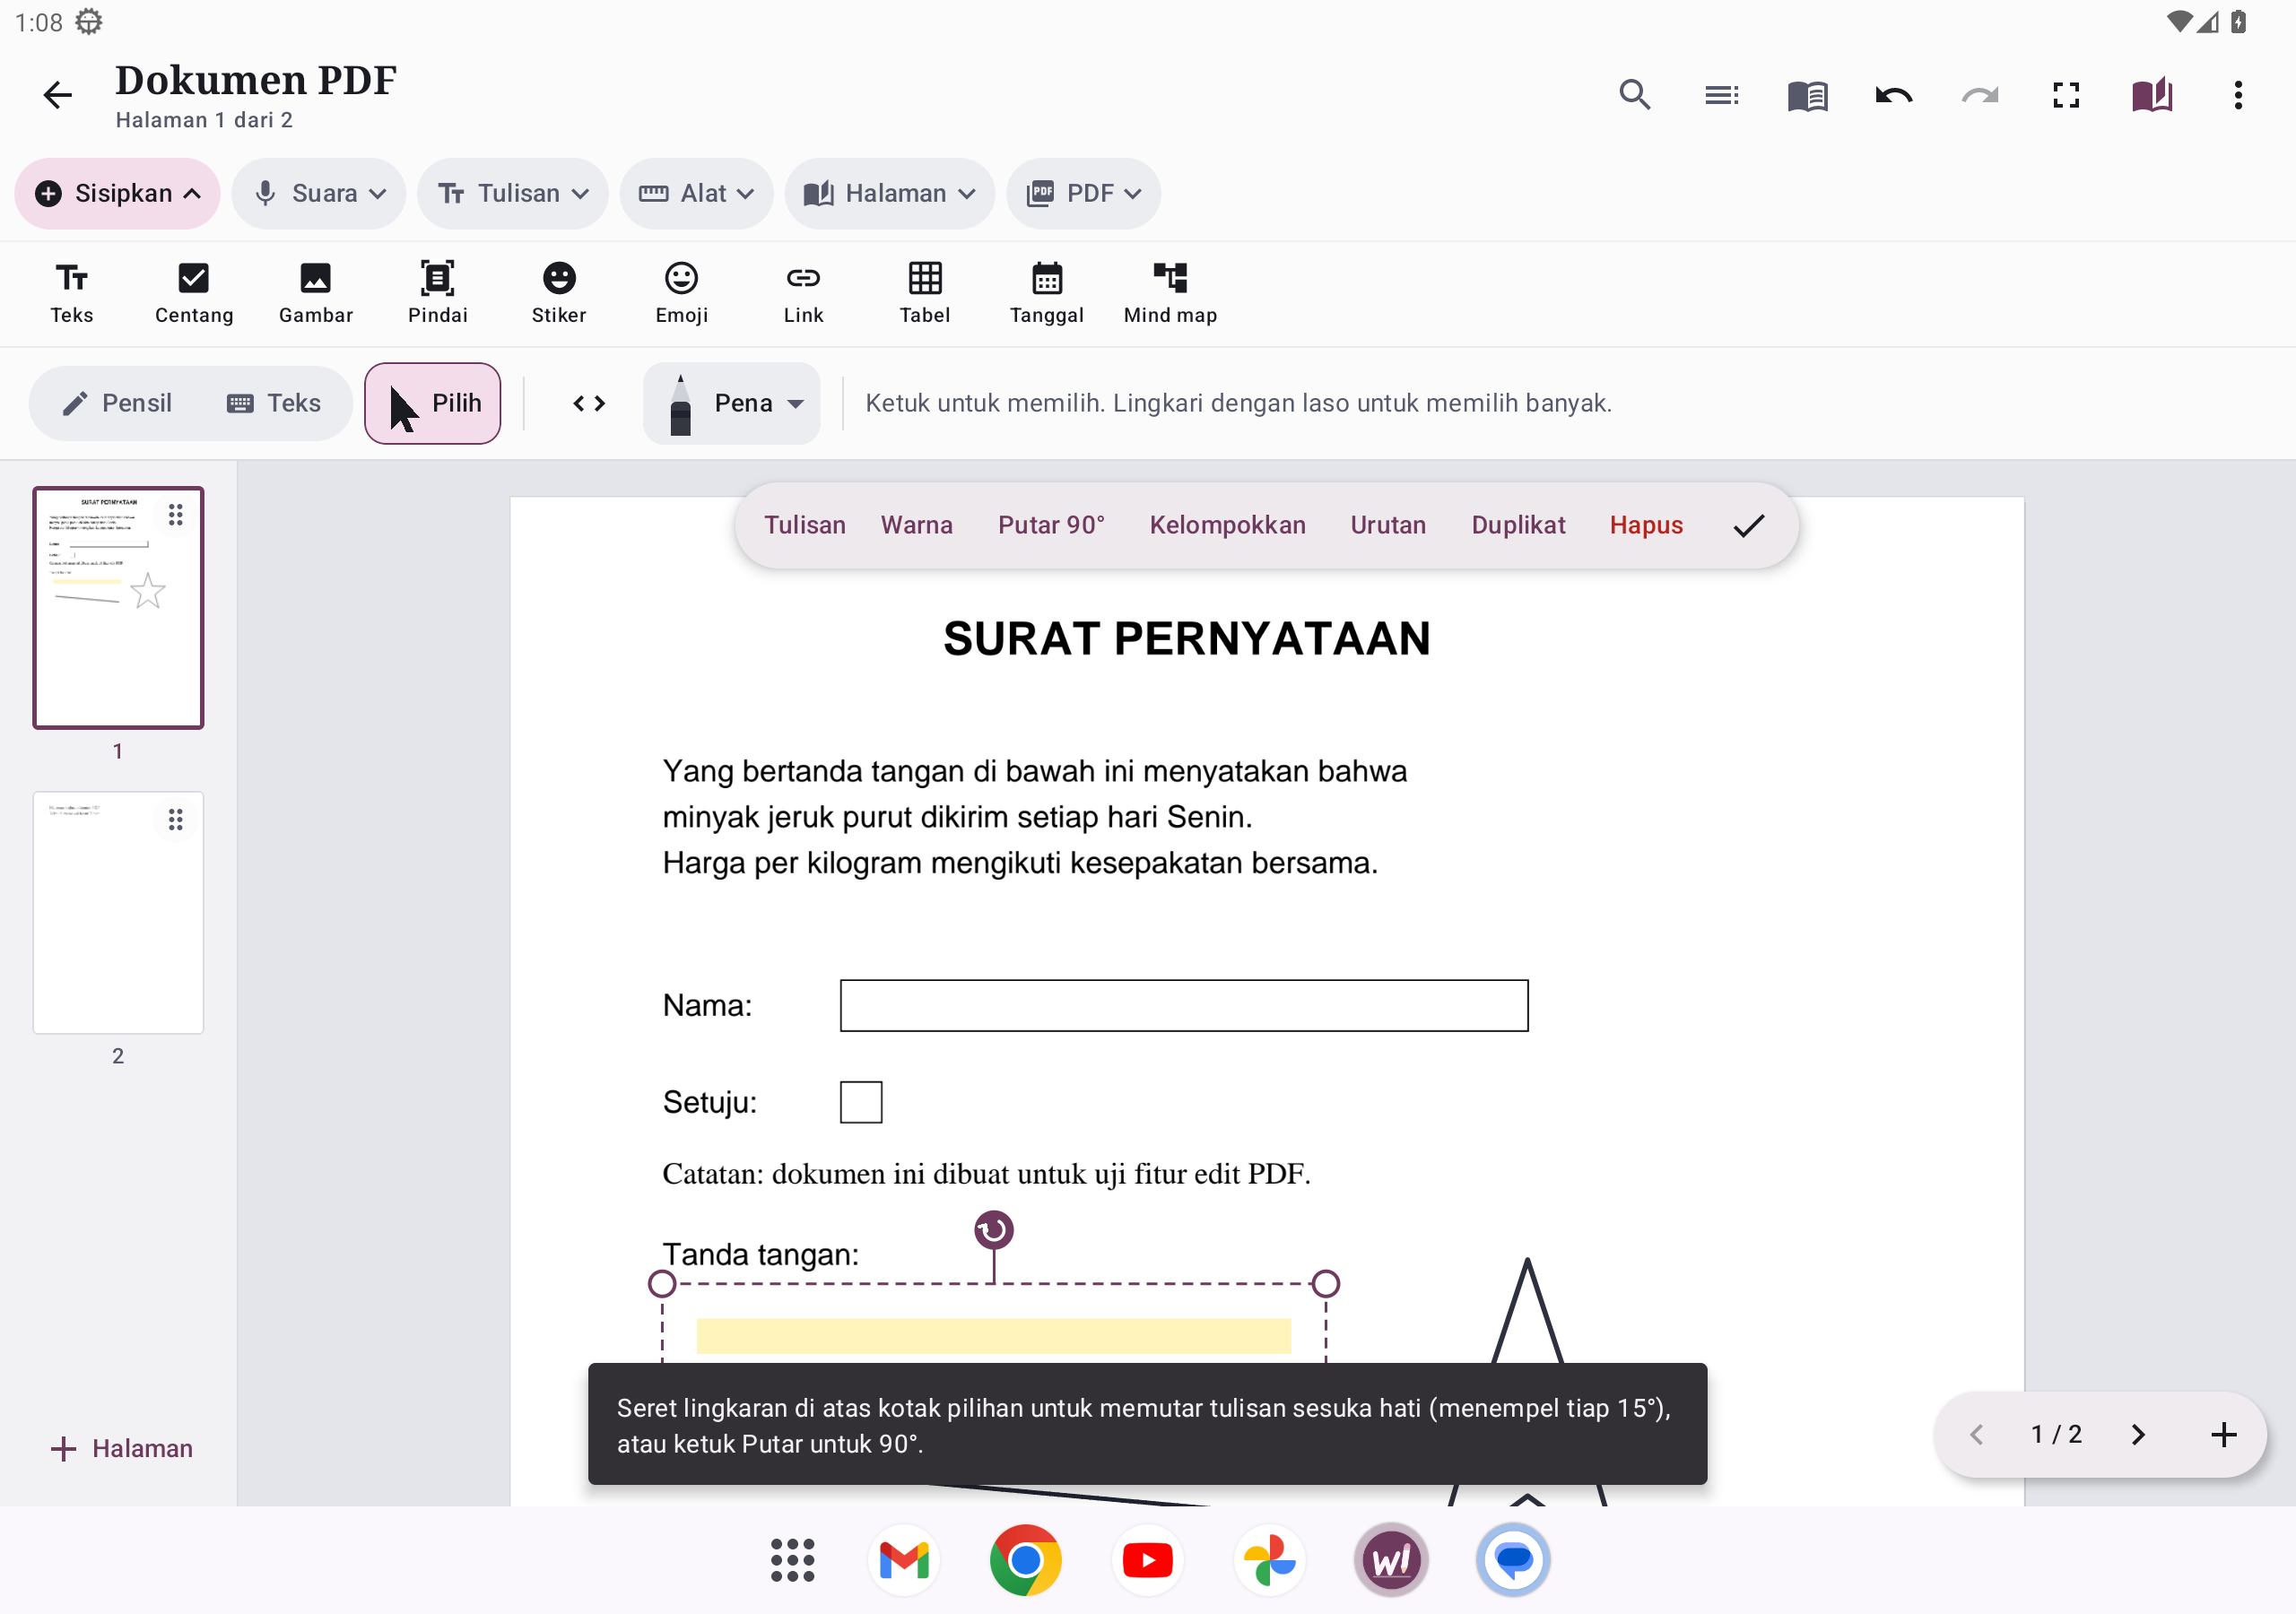 1:08
Dokumen PDF
Halaman 1 dari 2
Sisipkan Suara Tulisan Alat Halaman PDF PDF
Teks Centang Gambar Pindai Stiker Emoji Link Tabel Tanggal Mind map
Pensil Teks Pilih Pena Ketuk untuk memilih. Lingkari dengan laso untuk memilih banyak.
Tulisan Warna Putar 90° Kelompokkan Urutan Duplikat Hapus
SURAT PERNYATAAN
1
2
Halaman
SURAT PERNYATAAN
Yang bertanda tangan di bawah ini menyatakan bahwa
minyak jeruk purut dikirim setiap hari Senin.
Harga per kilogram mengikuti kesepakatan bersama.
Nama:
Setuju:
Catatan: dokumen ini dibuat untuk uji fitur edit PDF.
Tanda tangan:
Seret lingkaran di atas kotak pilihan untuk memutar tulisan sesuka hati (menempel tiap 15°),
atau ketuk Putar untuk 90°.
1 / 2